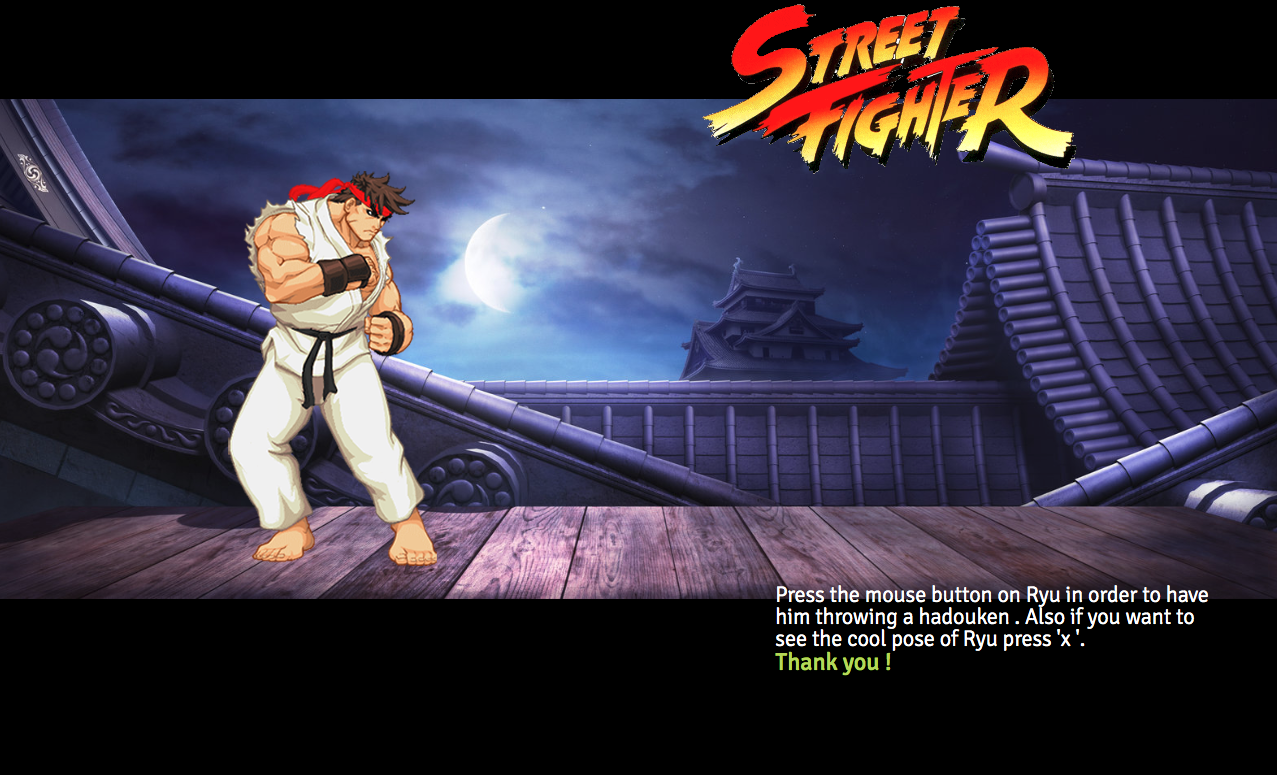 STREET
FIGHTER
Press the mouse button on Ryu in order to have
him throwing a hadouken . Also if you want to
see the cool pose of Ryu press 'x '.
Thank you !